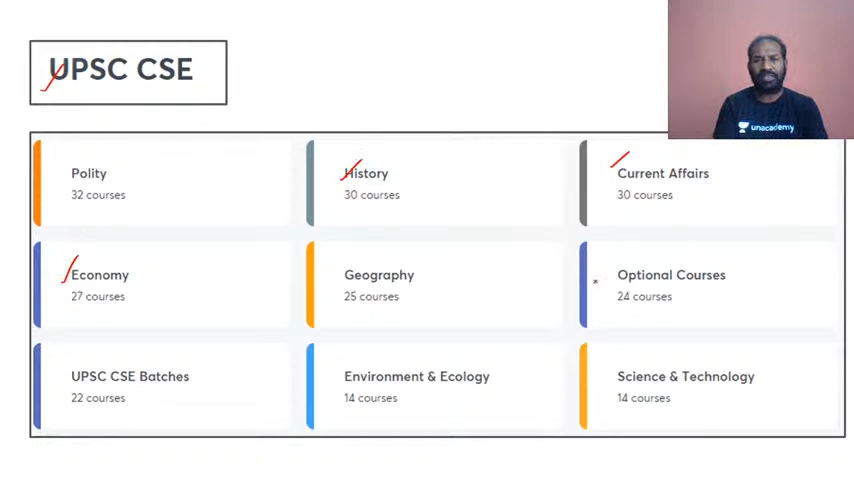 UPSC CSE
unacademy
Polity
32 courses
History
30 courses
Current Affairs
30 courses
Economy
27 courses
Geography
25 courses
Optional Courses
24 courses
UPSC CSE Batches
22 courses
Environment & Ecology
14 courses
Science & Technology
14 courses